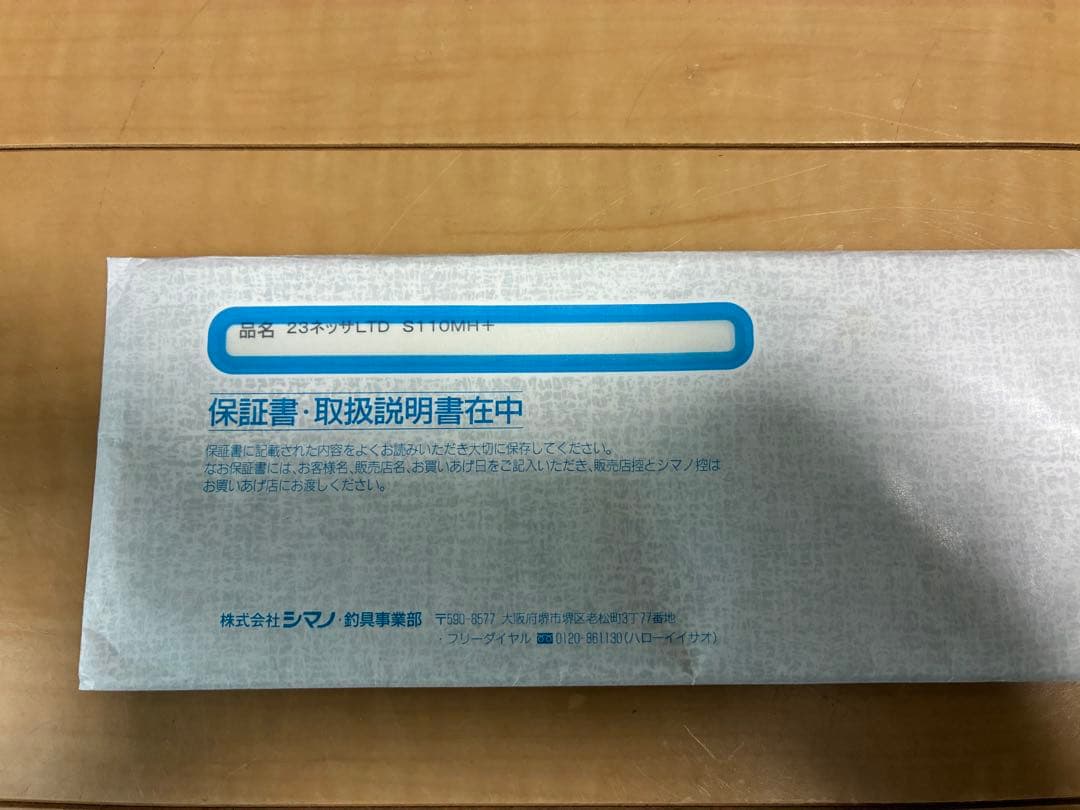 品名 23ネッサLTD S110MH+
保証書・取扱説明書在中
保証書に記載された内容をよくお読みいただき大切に保存してください。
なお保証書には、お客様名、販売店名、お買いあげ日をご記入いただき、販売店控とシマノ控は
お買いあげ店にお渡しください。
株式会社シマノ・釣具事業部 〒590-8577 大阪府堺市堺区老松町3丁77番地
・フリーダイヤル 0120-861130(ハローイイサオ)